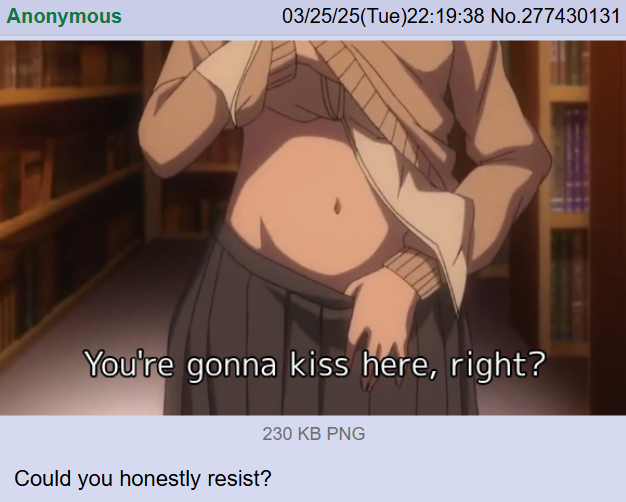 Anonymous 03/25/25(Tue)22:19:38 No.277430131
You're gonna kiss here, right?
230 KB PNG
Could you honestly resist?